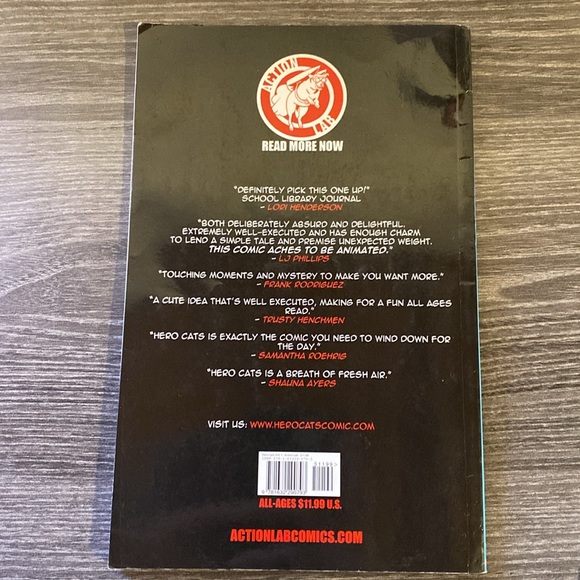 ACTION LAB
READ MORE NOW
"DEFINITELY PICK THIS ONE UP!"
SCHOOL LIBRARY JOURNAL
- LORI HENDERSON
"BOTH DELIBERATELY ABSURD AND DELIGHTFUL.
EXTREMELY WELL-EXECUTED AND HAS ENOUGH CHARM
TO LEND A SIMPLE TALE AND PREMISE UNEXPECTED WEIGHT.
THIS COMIC ACHES TO BE ANIMATED."
- LJ PHILLIPS
"TOUCHING MOMENTS AND MYSTERY TO MAKE YOU WANT MORE."
- FRANK RODRIGUEZ
"A CUTE IDEA THAT'S WELL EXECUTED, MAKING FOR A FUN ALL AGES
READ."
- TRUSTY HENCHMEN
"HERO CATS IS EXACTLY THE COMIC YOU NEED TO WIND DOWN FOR
THE DAY."
- SAMANTHA ROEHRIG
"HERO CATS IS A BREATH OF FRESH AIR."
- SHAUNA AYERS
VISIT US: WWW.HEROCATSCOMIC.COM
51199
ALL-AGES $11.99 U.S.
ACTIONLABCOMICS.COM